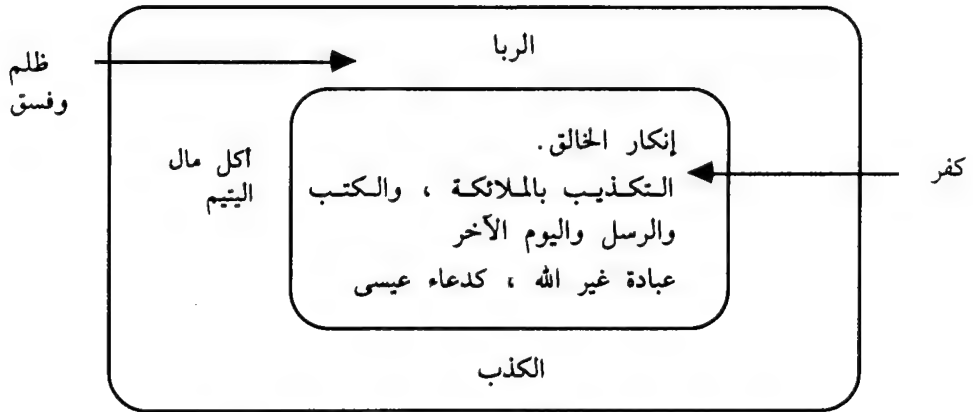 الربا
ظلم
وفسق
إنكار الخالق.
التكذيب بالملائكة ، والكتب
والرسل واليوم الآخر
عبادة غير الله ، كدعاء عيسى
كفر
أكل مال
اليتيم
الكذب